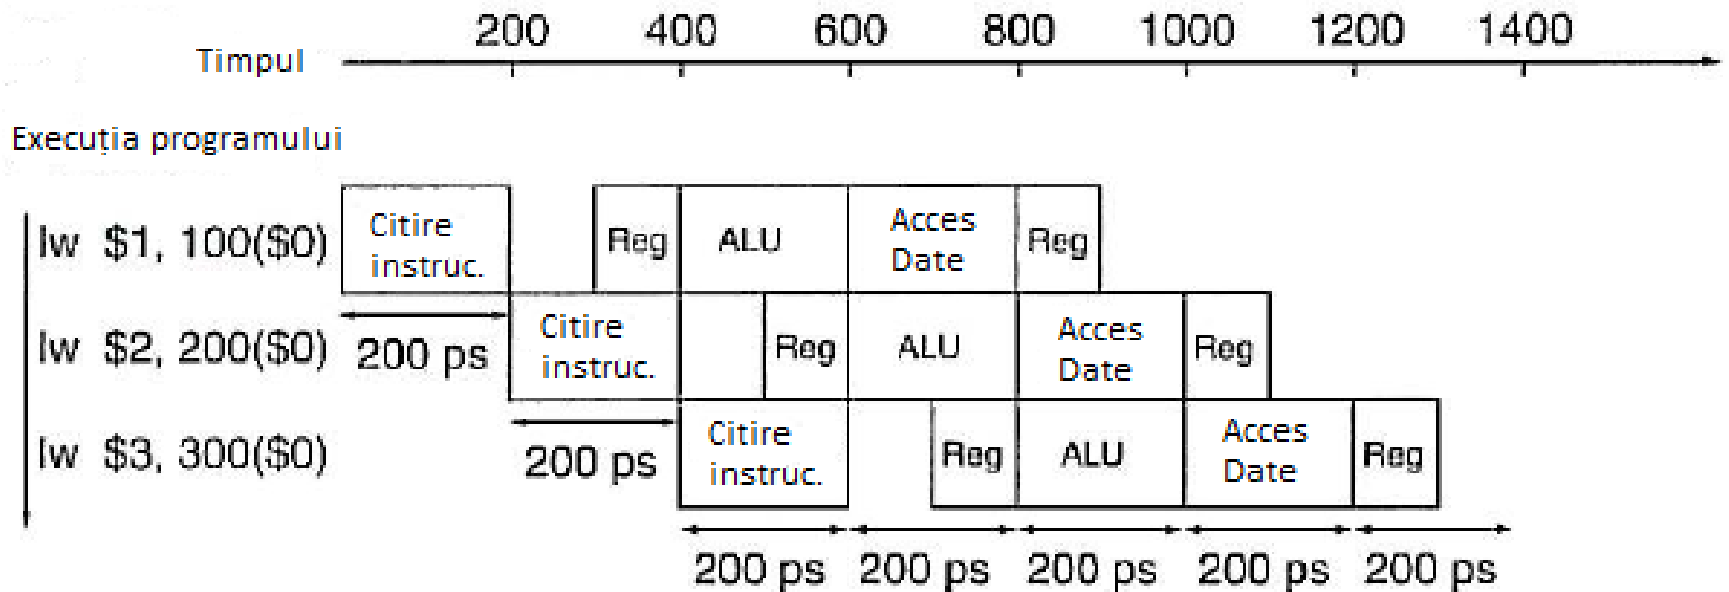 200 400 600 800 1000 1200 1400
Timpul
Execuția programului
lw $1, 100($0) Citire instruc. Reg ALU Acces Date Reg
lw $2, 200($0) 200 ps Citire instruc. Reg ALU Acces Date Reg
lw $3, 300($0) 200 ps Citire instruc. Reg ALU Acces Date Reg
200 ps 200 ps 200 ps 200 ps 200 ps